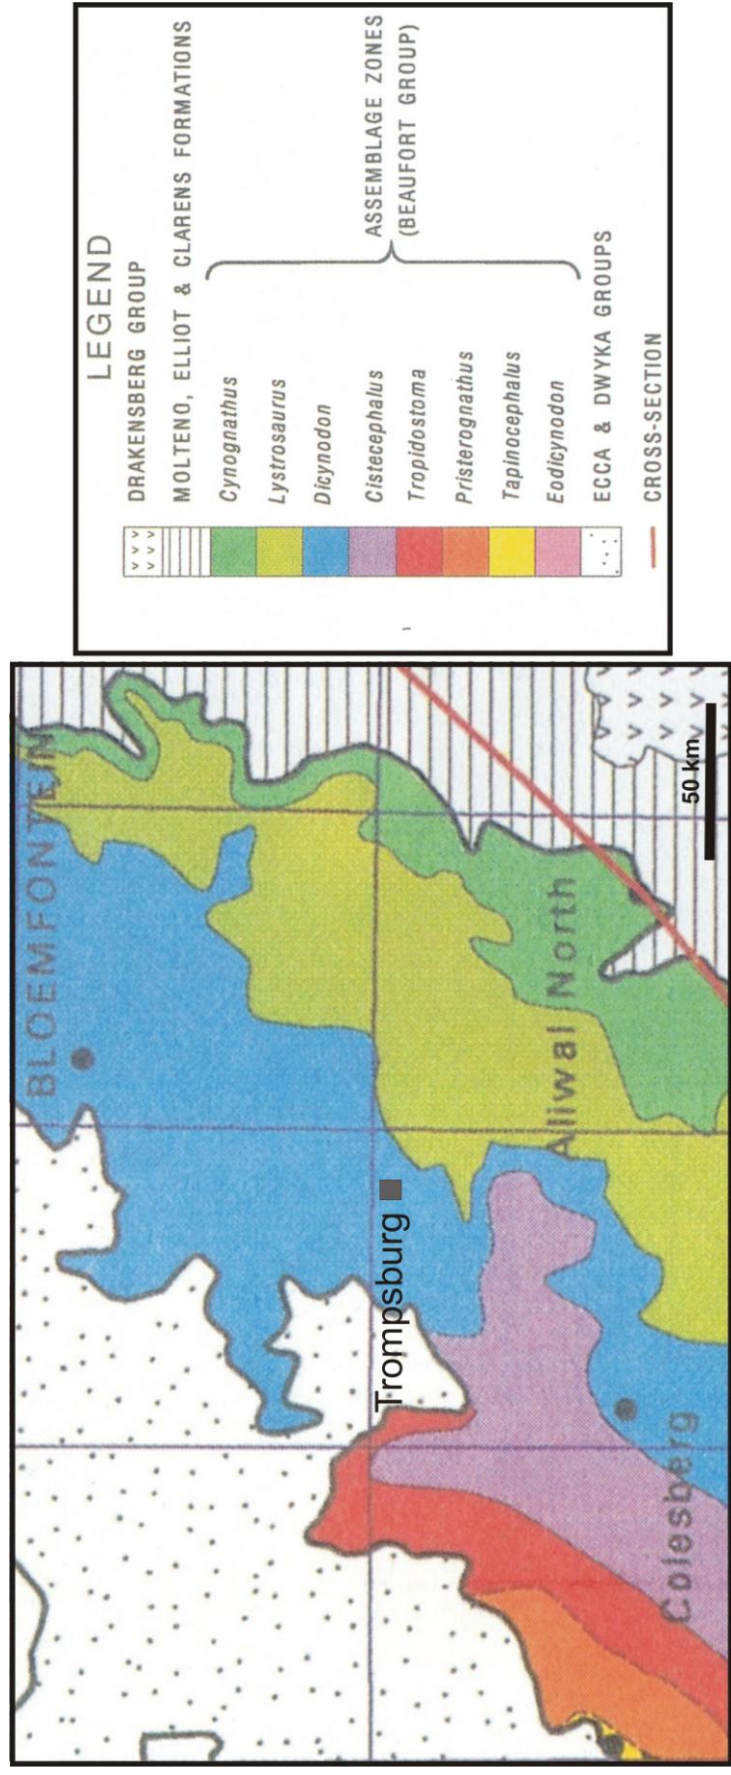 BLOEMFONTEIN
Trompsburg
Aliwal North
Colesberg
50 km
LEGEND
DRAKENSBERG GROUP
MOLTENO, ELLIOT & CLARENS FORMATIONS
Cynognathus
Lystrosaurus
Dicynodon
Cistecephalus
Tropidostoma
Pristerognathus
Tapinocephalus
Eodicynodon
ASSEMBLAGE ZONES
(BEAUFORT GROUP)
ECCA & DWYKA GROUPS
CROSS-SECTION